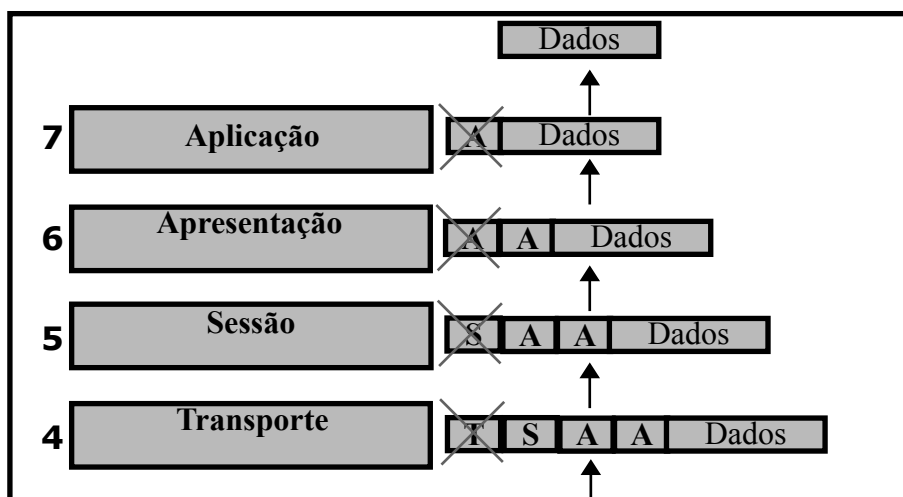 Dados
7 Aplicação A Dados
6 Apresentação A A Dados
5 Sessão S A A Dados
4 Transporte T S A A Dados